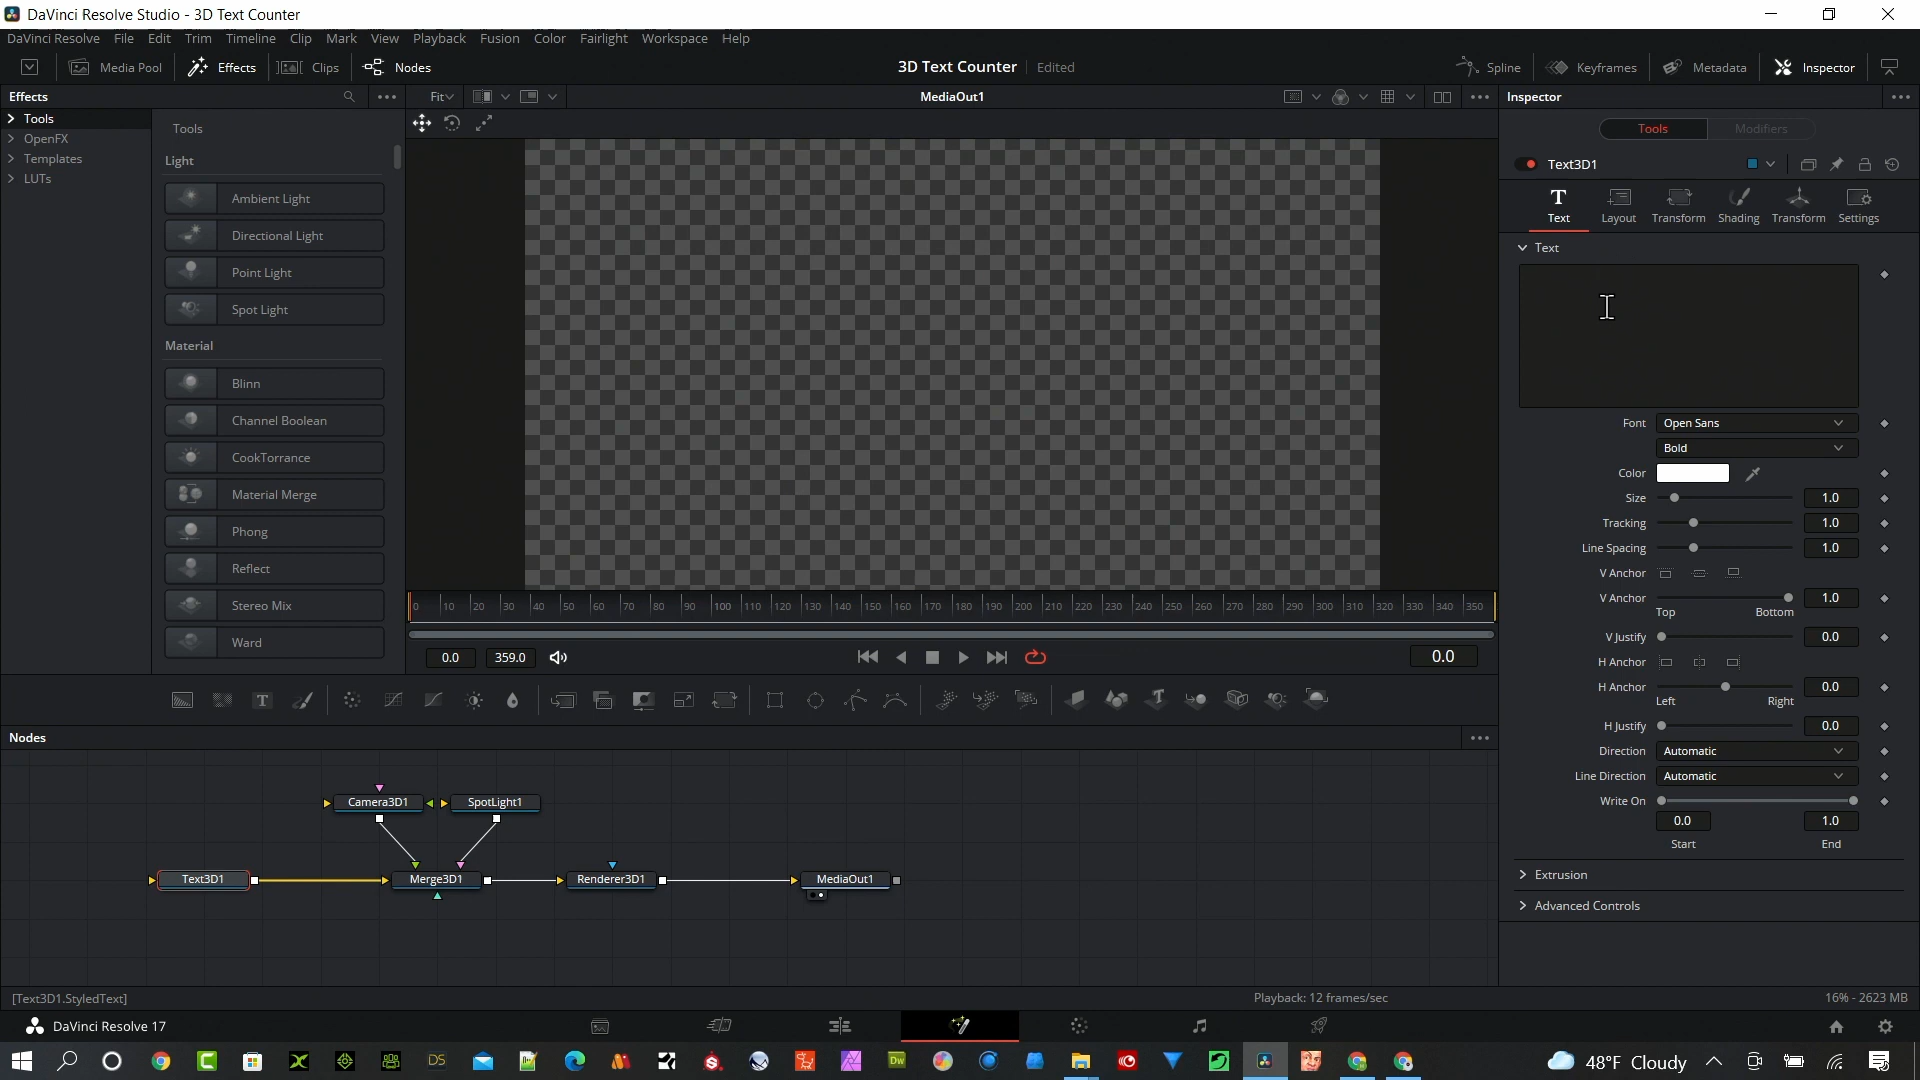 DaVinci Resolve Studio - 3D Text Counter
DaVinci Resolve File Edit Trim Timeline Clip Mark View Playback Fusion Color Fairlight Workspace Help
Media Pool Effects Clips Nodes 3D Text Counter Edited Spline Keyframes Metadata Inspector
Effects Fit MediaOut1 Inspector
Tools
OpenFX
Templates
LUTs
Tools
Light
Ambient Light
Directional Light
Point Light
Spot Light
Material
Blinn
Channel Boolean
CookTorrance
Material Merge
Phong
Reflect
Stereo Mix
Ward
0 10 20 30 40 50 60 70 80 90 100 110 120 130 140 150 160 170 180 190 200 210 220 230 240 250 260 270 280 290 300 310 320 330 340 350
0.0 359.0 0.0
Tools Modifiers
Text3D1
T
Text Layout Transform Shading Transform Settings
Text
Font Open Sans
Bold
Color
Size 1.0
Tracking 1.0
Line Spacing 1.0
V Anchor
V Anchor 1.0
Top Bottom
V Justify 0.0
H Anchor
H Anchor 0.0
Left Right
H Justify 0.0
Direction Automatic
Line Direction Automatic
Write On
0.0 1.0
Start End
Extrusion
Advanced Controls
Nodes
Camera3D1 SpotLight1
Text3D1 Merge3D1 Renderer3D1 MediaOut1
[Text3D1.StyledText] Playback: 12 frames/sec 16% - 2623 MB
DaVinci Resolve 17
DS Dw 48°F Cloudy